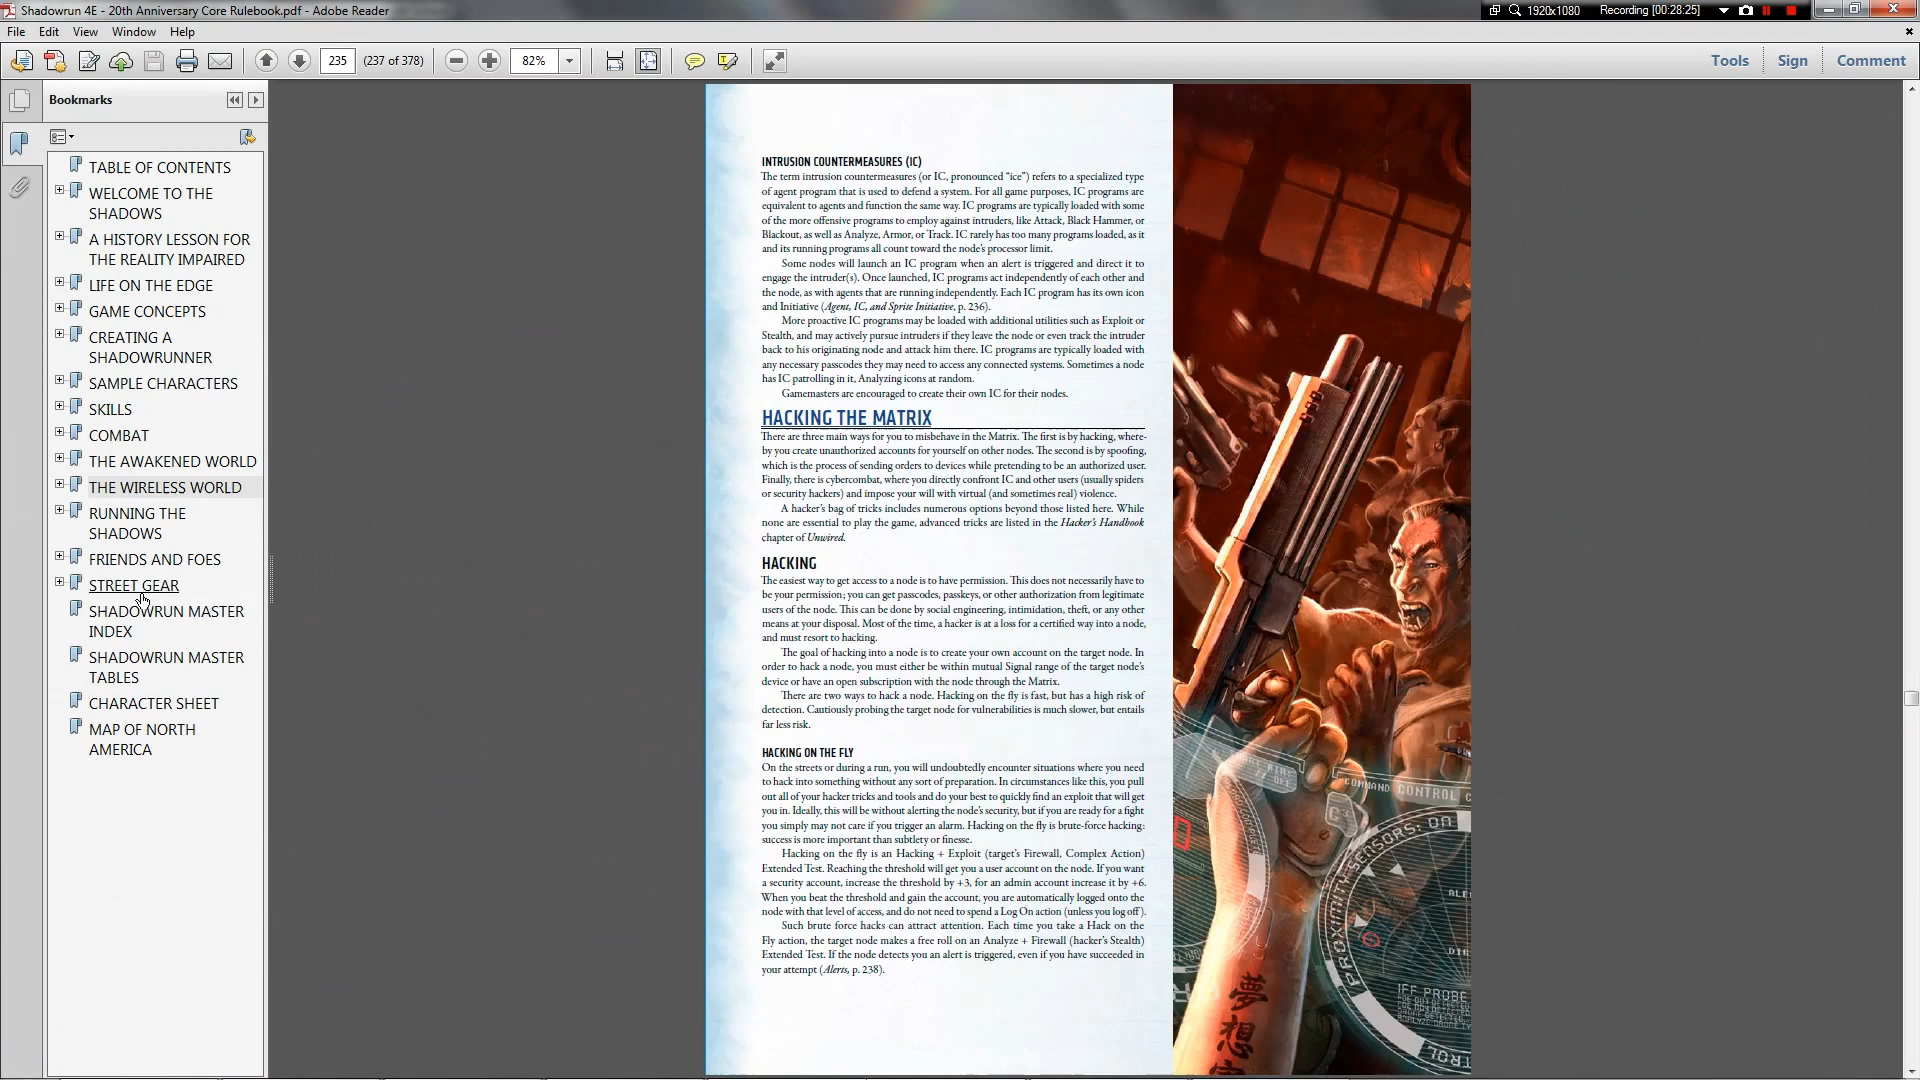 Shadowrun 4E - 20th Anniversary Core Rulebook.pdf - Adobe Reader
1920x1080
Recording [00:28:25]
File Edit View Window Help
235 (237 of 378) 82%
Tools Sign Comment
Bookmarks
TABLE OF CONTENTS
WELCOME TO THE
SHADOWS
A HISTORY LESSON FOR
THE REALITY IMPAIRED
LIFE ON THE EDGE
GAME CONCEPTS
CREATING A
SHADOWRUNNER
SAMPLE CHARACTERS
SKILLS
COMBAT
THE AWAKENED WORLD
THE WIRELESS WORLD
RUNNING THE
SHADOWS
FRIENDS AND FOES
STREET GEAR
SHADOWRUN MASTER
INDEX
SHADOWRUN MASTER
TABLES
CHARACTER SHEET
MAP OF NORTH
AMERICA
INTRUSION COUNTERMEASURES (IC)
The term intrusion countermeasures (or IC, pronounced “ice”) refers to a specialized type
of agent program that is used to defend a system. For all game purposes, IC programs are
equivalent to agents and function the same way. IC programs are typically loaded with some
of the more offensive programs to employ against intruders, like Attack, Black Hammer, or
Blackout, as well as Analyze, Armor, or Track. IC rarely has too many programs loaded, as it
and its running programs all count toward the node’s processor limit.
Some nodes will launch an IC program when an alert is triggered and direct it to
engage the intruder(s). Once launched, IC programs act independently of each other and
the node, as with agents that are running independently. Each IC program has its own icon
and Initiative (Agent, IC, and Sprite Initiative, p. 236).
More proactive IC programs may be loaded with additional utilities such as Exploit or
Stealth, and may actively pursue intruders if they leave the node or even track the intruder
back to his originating node and attack him there. IC programs are typically loaded with
any necessary passcodes they may need to access any connected systems. Sometimes a node
has IC patrolling in it, Analyzing icons at random.
Gamemasters are encouraged to create their own IC for their nodes.
HACKING THE MATRIX
There are three main ways for you to misbehave in the Matrix. The first is by hacking, where-
by you create unauthorized accounts for yourself on other nodes. The second is by spoofing,
which is the process of sending orders to devices while pretending to be an authorized user.
Finally, there is cybercombat, where you directly confront IC and other users (usually spiders
or security hackers) and impose your will with virtual (and sometimes real) violence.
A hacker’s bag of tricks includes numerous options beyond those listed here. While
none are essential to play the game, advanced tricks are listed in the Hacker’s Handbook
chapter of Unwired.
HACKING
The easiest way to get access to a node is to have permission. This does not necessarily have to
be your permission; you can get passcodes, passkeys, or other authorization from legitimate
users of the node. This can be done by social engineering, intimidation, theft, or any other
means at your disposal. Most of the time, a hacker is at a loss for a certified way into a node,
and must resort to hacking.
The goal of hacking into a node is to create your own account on the target node. In
order to hack a node, you must either be within mutual Signal range of the target node’s
device or have an open subscription with the node through the Matrix.
There are two ways to hack a node. Hacking on the fly is fast, but has a high risk of
detection. Cautiously probing the target node for vulnerabilities is much slower, but entails
far less risk.
HACKING ON THE FLY
On the streets or during a run, you will undoubtedly encounter situations where you need
to hack into something without any sort of preparation. In circumstances like this, you pull
out all of your hacker tricks and tools and do your best to quickly find an exploit that will get
you in. Ideally, this will be without alerting the node’s security, but if you are ready for a fight
you simply may not care if you trigger an alarm. Hacking on the fly is brute-force hacking:
success is more important than subtlety or finesse.
Hacking on the fly is an Hacking + Exploit (target’s Firewall, Complex Action)
Extended Test. Reaching the threshold will get you a user account on the node. If you want
a security account, increase the threshold by +3, for an admin account increase it by +6.
When you beat the threshold and gain the account, you are automatically logged onto the
node with that level of access, and do not need to spend a Log On action (unless you log off).
Such brute force hacks can attract attention. Each time you take a Hack on the
Fly action, the target node makes a free roll on an Analyze + Firewall (hacker’s Stealth)
Extended Test. If the node detects you an alert is triggered, even if you have succeeded in
your attempt (Alerts, p. 238).
COMMAND CONTROL
PROXIMITY SENSORS: ON
IFF PROBE
夢
想